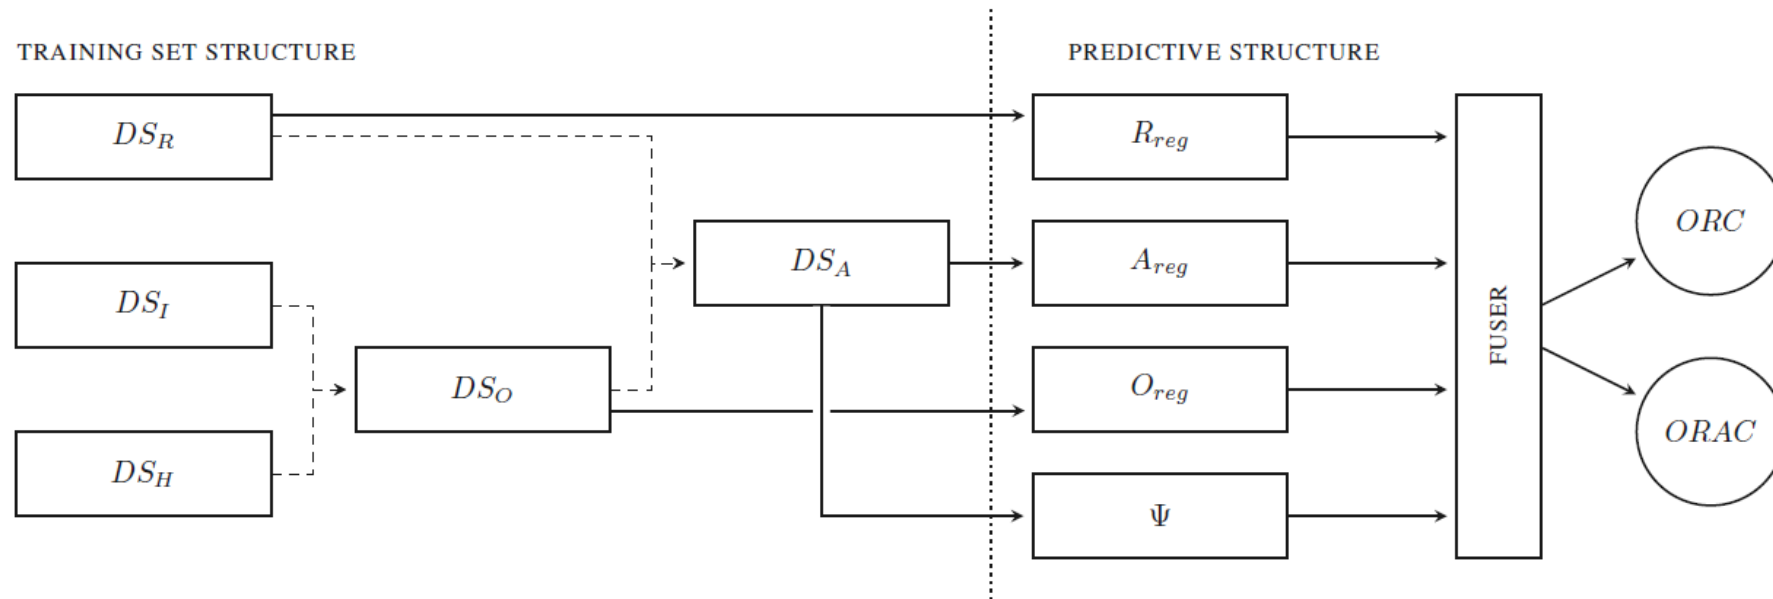 TRAINING SET STRUCTURE
PREDICTIVE STRUCTURE
DS_R
DS_I
DS_H
DS_O
DS_A
R_reg
A_reg
O_reg
Ψ
FUSER
ORC
ORAC